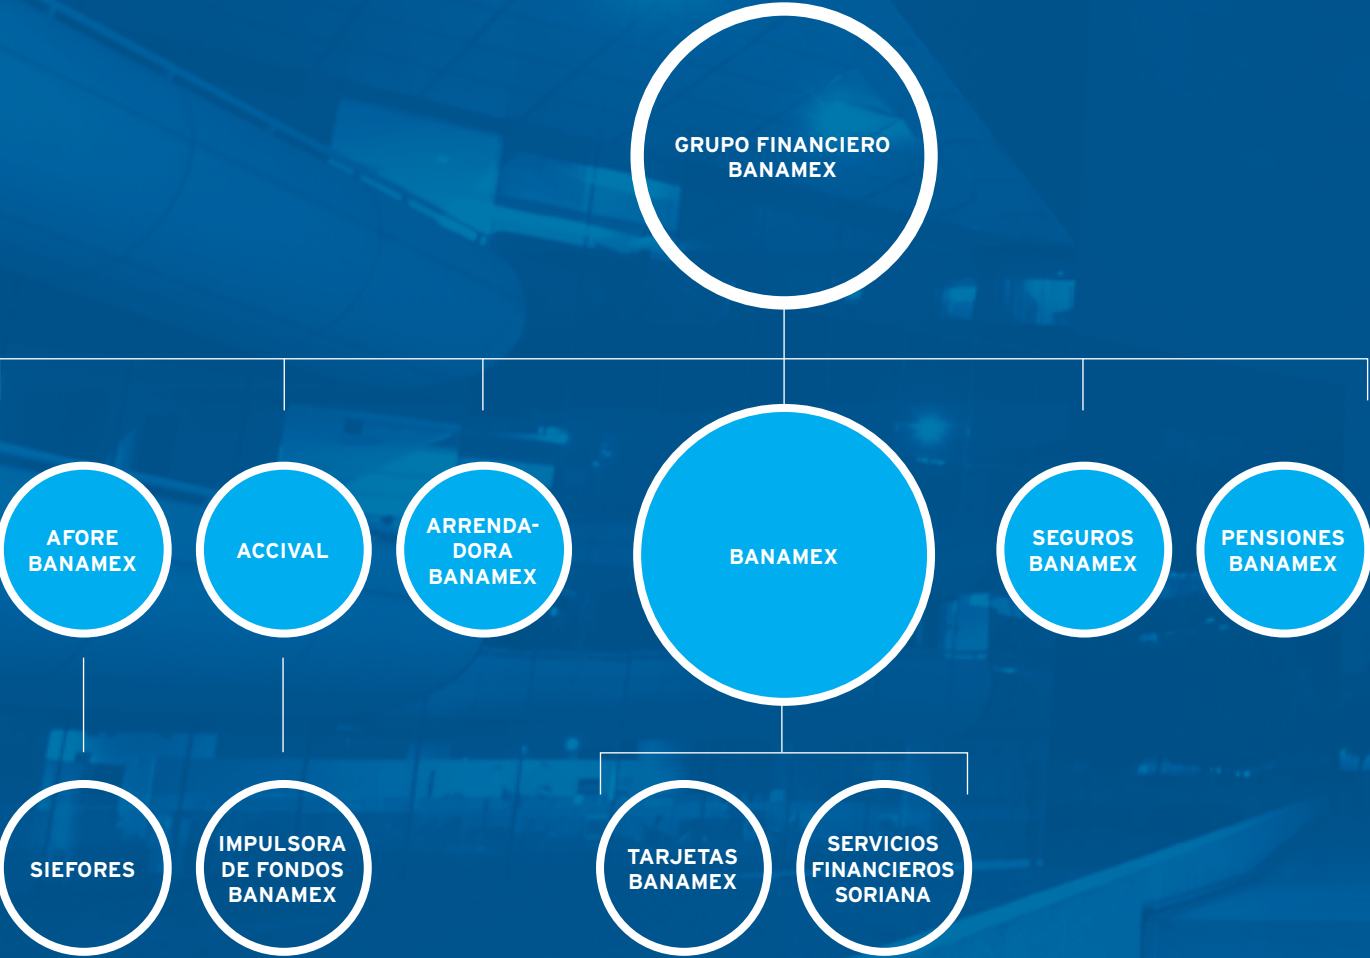 GRUPO FINANCIERO
BANAMEX
AFORE
BANAMEX
ACCIVAL
ARRENDA-
DORA
BANAMEX
BANAMEX
SEGUROS
BANAMEX
PENSIONES
BANAMEX
SIEFORES
IMPULSORA
DE FONDOS
BANAMEX
TARJETAS
BANAMEX
SERVICIOS
FINANCIEROS
SORIANA